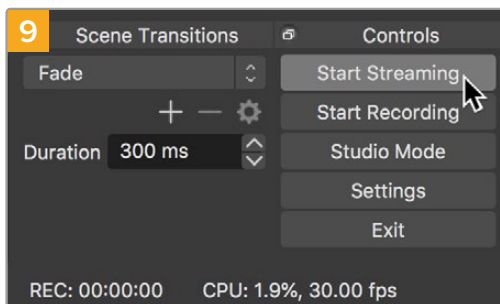 9
Scene Transitions
Controls
Fade
Start Streaming
Start Recording
Duration 300 ms
Studio Mode
Settings
Exit
REC: 00:00:00 CPU: 1.9%, 30.00 fps